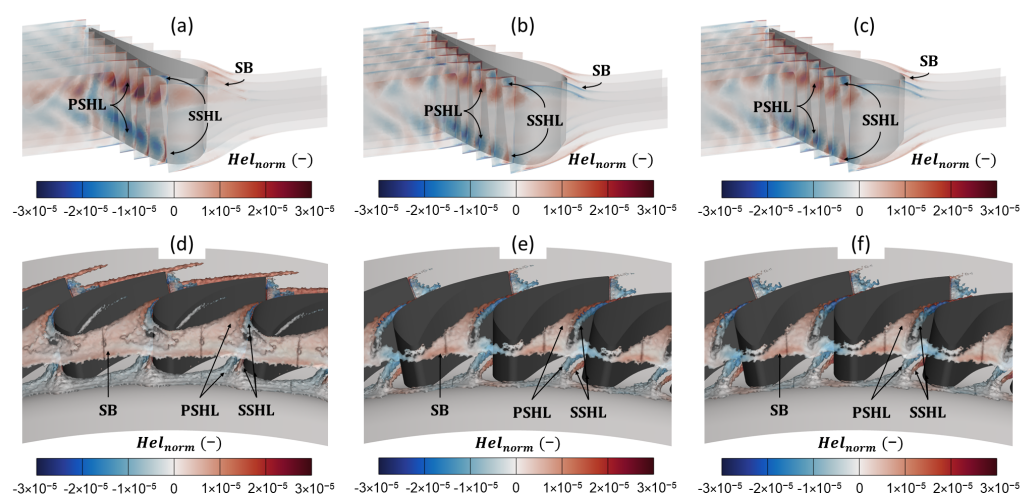 (a)
SB
PSHL
SSHL
Hel_norm (−)
-3×10⁻⁵ -2×10⁻⁵ -1×10⁻⁵ 0 1×10⁻⁵ 2×10⁻⁵ 3×10⁻⁵
(b)
SB
PSHL
SSHL
Hel_norm (−)
-3×10⁻⁵ -2×10⁻⁵ -1×10⁻⁵ 0 1×10⁻⁵ 2×10⁻⁵ 3×10⁻⁵
(c)
SB
PSHL
SSHL
Hel_norm (−)
-3×10⁻⁵ -2×10⁻⁵ -1×10⁻⁵ 0 1×10⁻⁵ 2×10⁻⁵ 3×10⁻⁵
(d)
SB PSHL SSHL
Hel_norm (−)
-3×10⁻⁵ -2×10⁻⁵ -1×10⁻⁵ 0 1×10⁻⁵ 2×10⁻⁵ 3×10⁻⁵
(e)
SB PSHL SSHL
Hel_norm (−)
-3×10⁻⁵ -2×10⁻⁵ -1×10⁻⁵ 0 1×10⁻⁵ 2×10⁻⁵ 3×10⁻⁵
(f)
SB PSHL SSHL
Hel_norm (−)
-3×10⁻⁵ -2×10⁻⁵ -1×10⁻⁵ 0 1×10⁻⁵ 2×10⁻⁵ 3×10⁻⁵